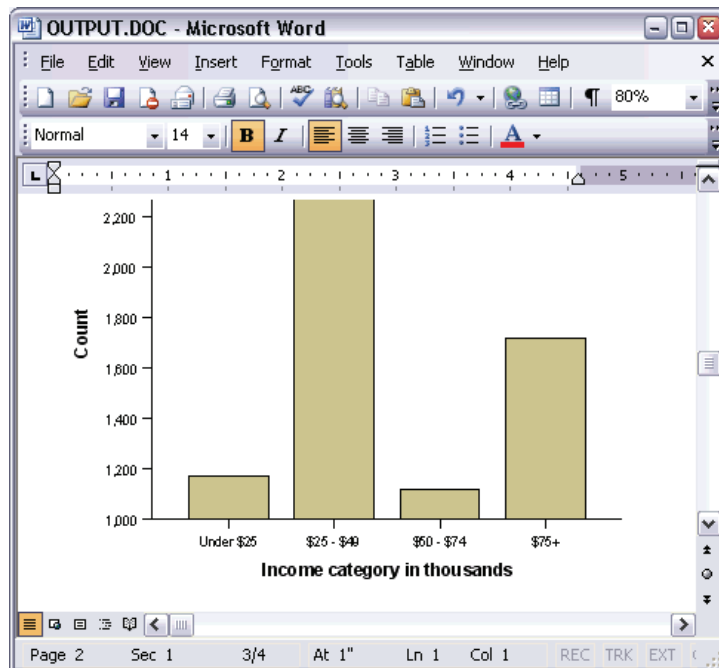 OUTPUT.DOC - Microsoft Word
File Edit View Insert Format Tools Table Window Help
ABC 80%
Normal 14 B I A
L 1 2 3 4 5
2,200
2,000
1,800
1,600
1,400
1,200
1,000
Count
Under $25 $25 - $49 $50 - $74 $75+
Income category in thousands
Page 2 Sec 1 3/4 At 1" Ln 1 Col 1 REC TRK EXT